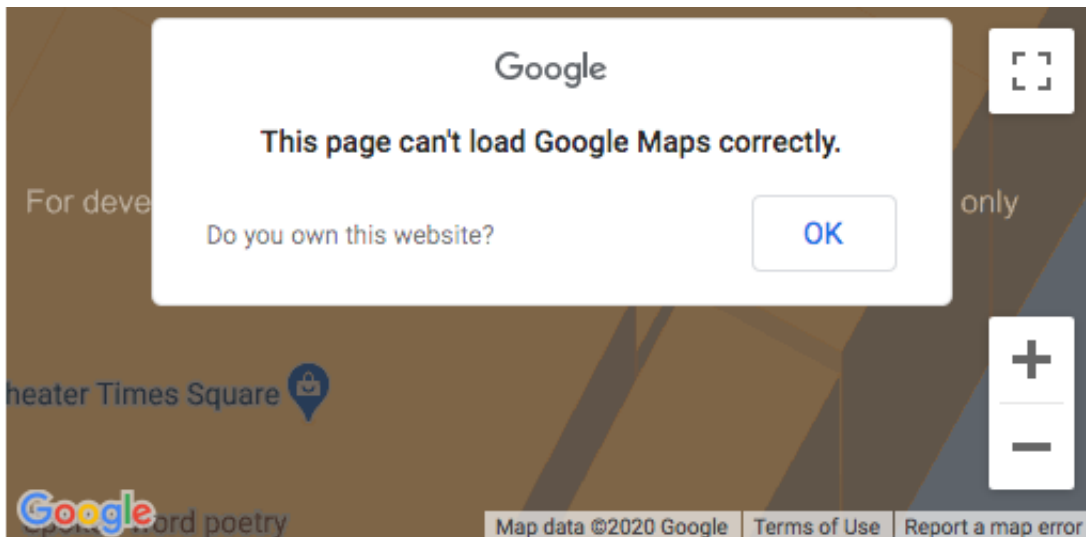 Google
This page can't load Google Maps correctly.
For deve only
Do you own this website? OK
heater Times Square
Google ord poetry
Map data ©2020 Google Terms of Use Report a map error